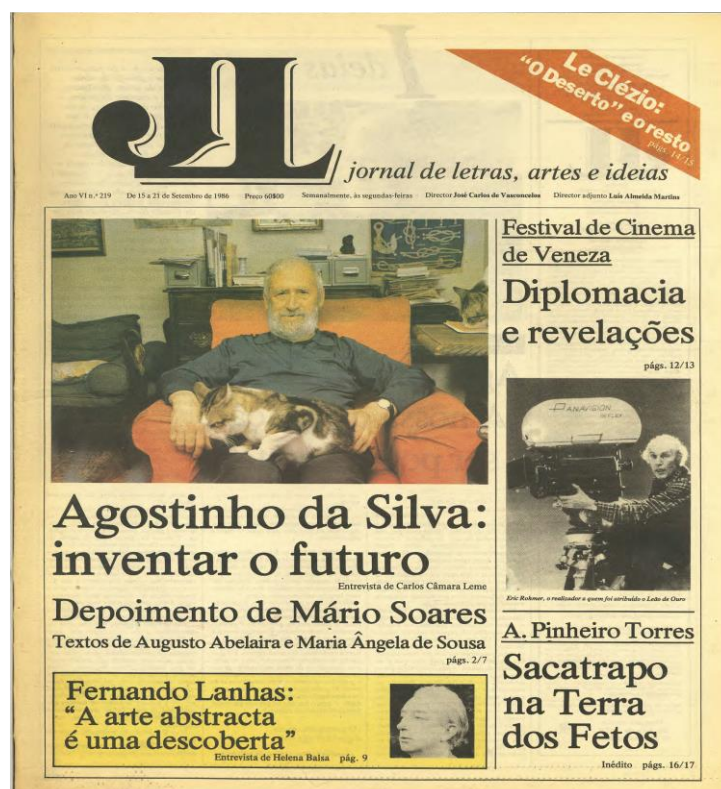 Le Clézio:
"O Deserto" e o resto
págs. 14/15
JL
jornal de letras, artes e ideias
Ano VI n.º 219 De 15 a 21 de Setembro de 1986 Preço 60$00 Semanalmente, às segundas-feiras Director José Carlos de Vasconcelos Director adjunto Luís Almeida Martins
Agostinho da Silva:
inventar o futuro
Entrevista de Carlos Câmara Leme
Depoimento de Mário Soares
Textos de Augusto Abelaira e Maria Ângela de Sousa
págs. 2/7
Fernando Lanhas:
"A arte abstracta
é uma descoberta"
Entrevista de Helena Balsa pág. 9
Festival de Cinema
de Veneza
Diplomacia
e revelações
págs. 12/13
PANAVISION
Eric Rohmer, o realizador a quem foi atribuído o Leão de Ouro
A. Pinheiro Torres
Sacatrapo
na Terra
dos Fetos
Inédito págs. 16/17